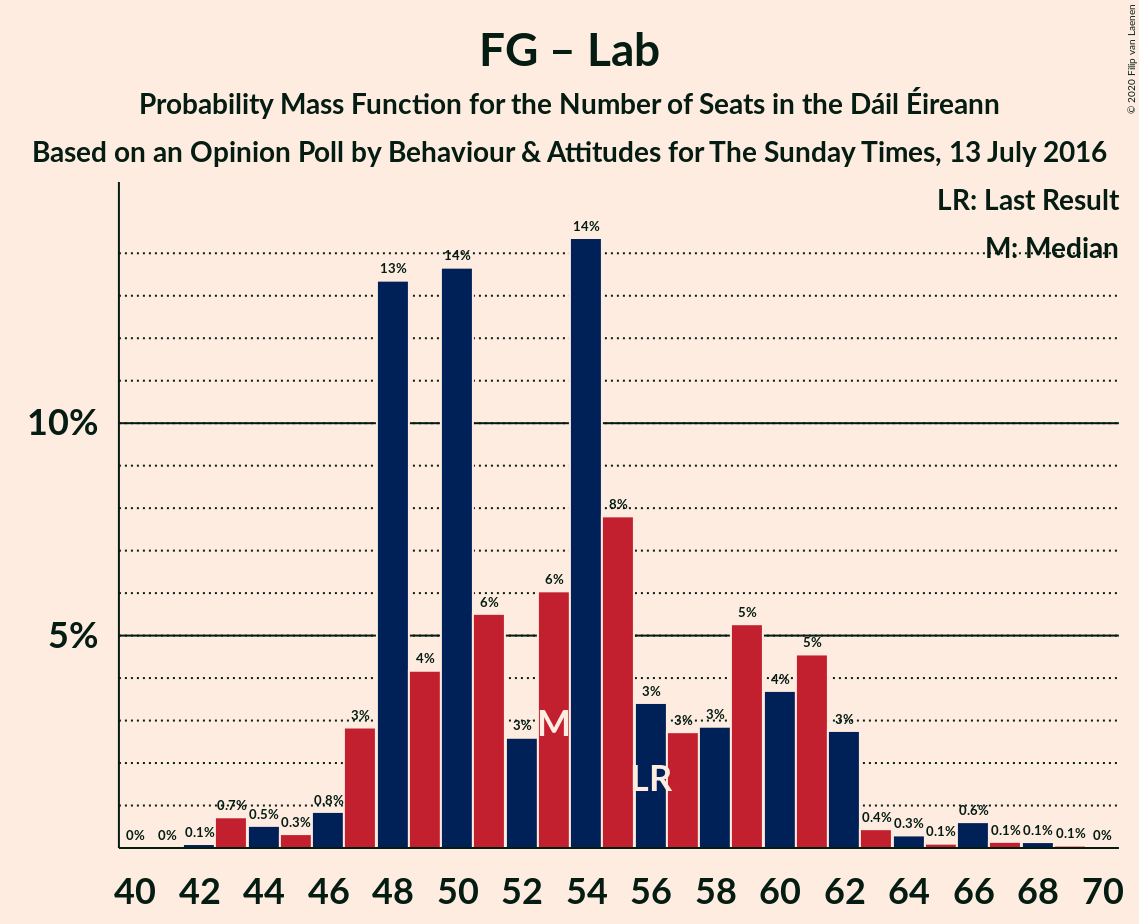 FG – Lab
Probability Mass Function for the Number of Seats in the Dáil Éireann
Based on an Opinion Poll by Behaviour & Attitudes for The Sunday Times, 13 July 2016
© 2020 Filip van Laenen
LR: Last Result
M: Median
10%
5%
0% 0% 0.1% 0.7% 0.5% 0.3% 0.8% 3% 13% 4% 14% 6% 3% 6% 14% 8% 3% 3% 3% 5% 4% 5% 3% 0.4% 0.3% 0.1% 0.6% 0.1% 0.1% 0.1% 0%
M
LR
40 42 44 46 48 50 52 54 56 58 60 62 64 66 68 70